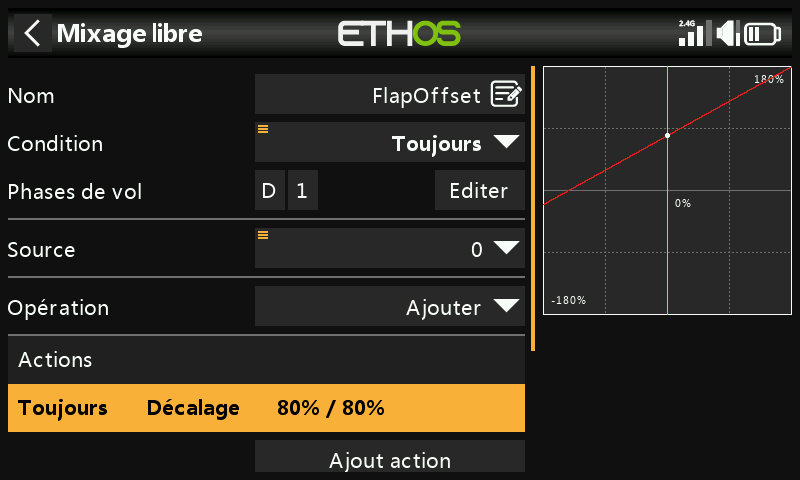 Mixage libre
ETHOS
2.4G
Nom
FlapOffset
Condition
Toujours
Phases de vol
D
1
Editer
Source
0
Opération
Ajouter
Actions
Toujours Décalage 80% / 80%
Ajout action
180%
0%
-180%